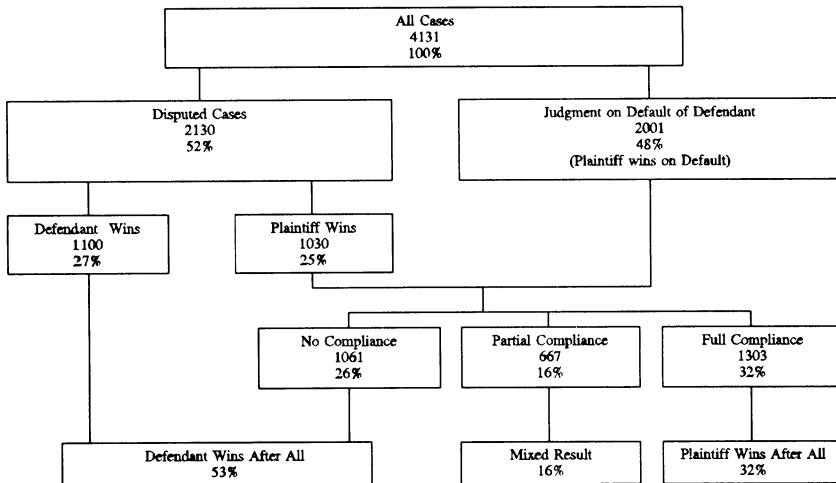 All Cases
4131
100%
Disputed Cases
2130
52%
Judgment on Default of Defendant
2001
48%
(Plaintiff wins on Default)
Defendant Wins
1100
27%
Plaintiff Wins
1030
25%
No Compliance
1061
26%
Partial Compliance
667
16%
Full Compliance
1303
32%
Defendant Wins After All
53%
Mixed Result
16%
Plaintiff Wins After All
32%